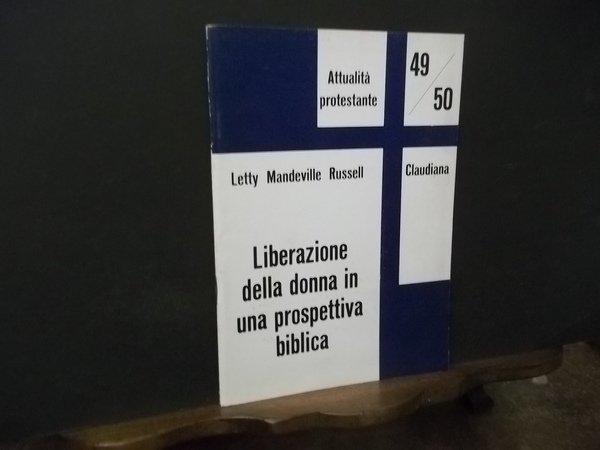 Attualità
protestante
49/50
Letty Mandeville Russell
Claudiana
Liberazione
della donna in
una prospettiva
biblica